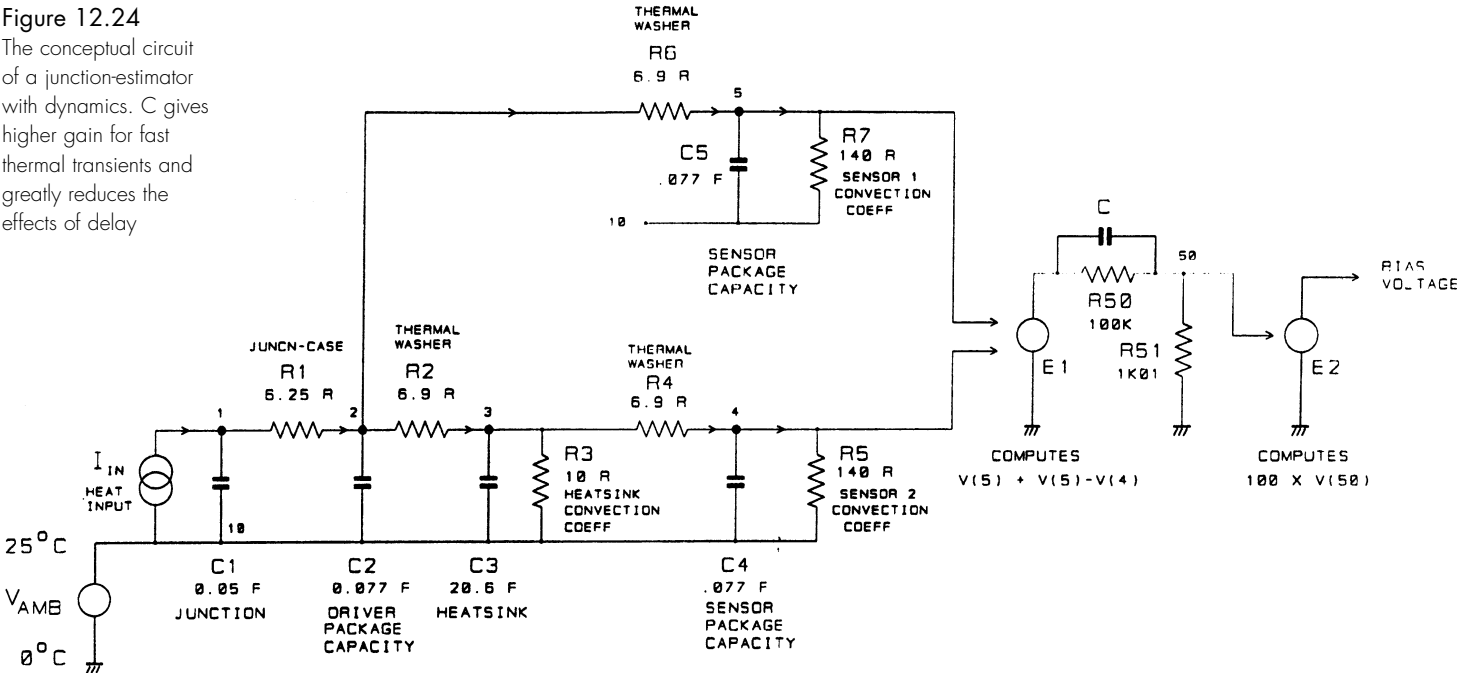 Figure 12.24
The conceptual circuit
of a junction-estimator
with dynamics. C gives
higher gain for fast
thermal transients and
greatly reduces the
effects of delay
THERMAL
WASHER
R6
6.9 R
5
C5
.077 F
R7
140 R
SENSOR 1
CONVECTION
COEFF
10
SENSOR
PACKAGE
CAPACITY
C
50
R50
100K
R51
1K01
E1
E2
BIAS
VOLTAGE
COMPUTES
V(5) + V(5)-V(4)
COMPUTES
100 X V(50)
JUNCN-CASE
R1
6.25 R
THERMAL
WASHER
R2
6.9 R
THERMAL
WASHER
R4
6.9 R
1
2
3
4
I IN
HEAT
INPUT
R3
10 R
HEATSINK
CONVECTION
COEFF
R5
140 R
SENSOR 2
CONVECTION
COEFF
10
25°C
C1
0.05 F
JUNCTION
C2
0.077 F
DRIVER
PACKAGE
CAPACITY
C3
20.6 F
HEATSINK
C4
.077 F
SENSOR
PACKAGE
CAPACITY
VAMB
0°C